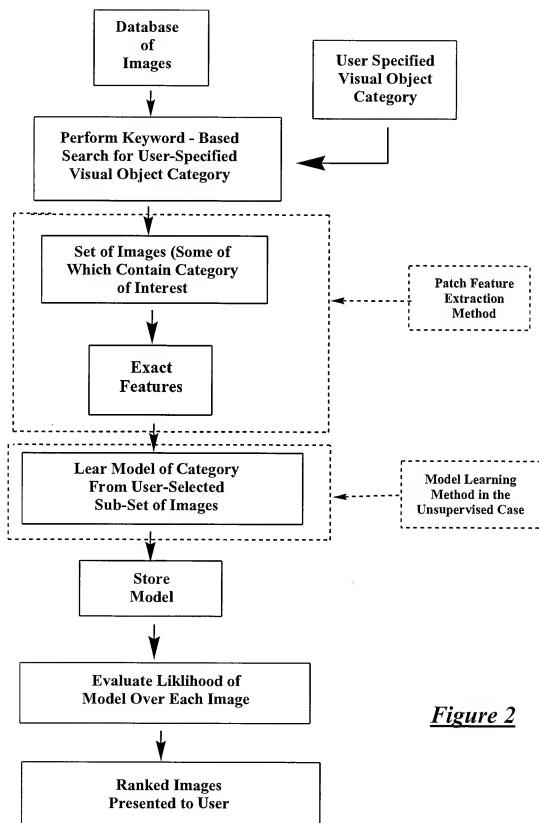 Database
of
Images
User Specified
Visual Object
Category
Perform Keyword - Based
Search for User-Specified
Visual Object Category
Set of Images (Some of
Which Contain Category
of Interest
Patch Feature
Extraction
Method
Exact
Features
Lear Model of Category
From User-Selected
Sub-Set of Images
Model Learning
Method in the
Unsupervised Case
Store
Model
Evaluate Liklihood of
Model Over Each Image
Figure 2
Ranked Images
Presented to User